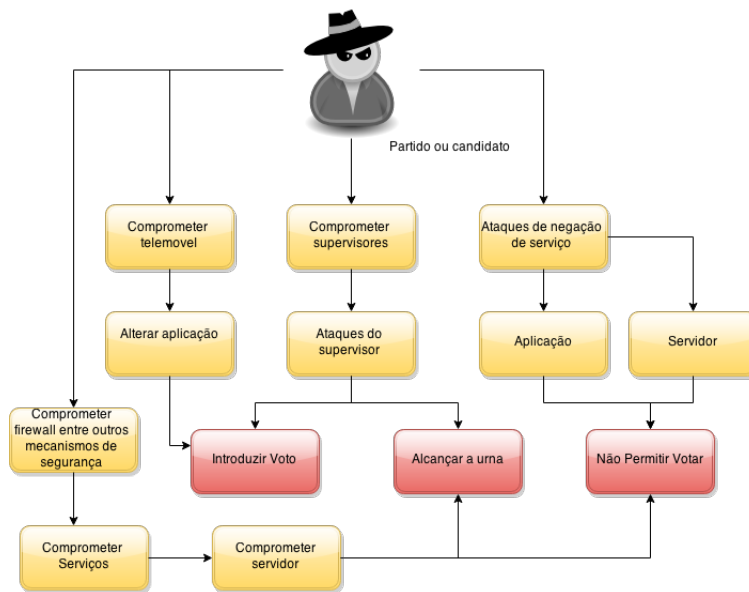 Partido ou candidato
Comprometer
telemovel
Comprometer
supervisores
Ataques de negação
de serviço
Alterar aplicação
Ataques do
supervisor
Aplicação
Servidor
Comprometer
firewall entre outros
mecanismos de
segurança
Introduzir Voto
Alcançar a urna
Não Permitir Votar
Comprometer
Serviços
Comprometer
servidor